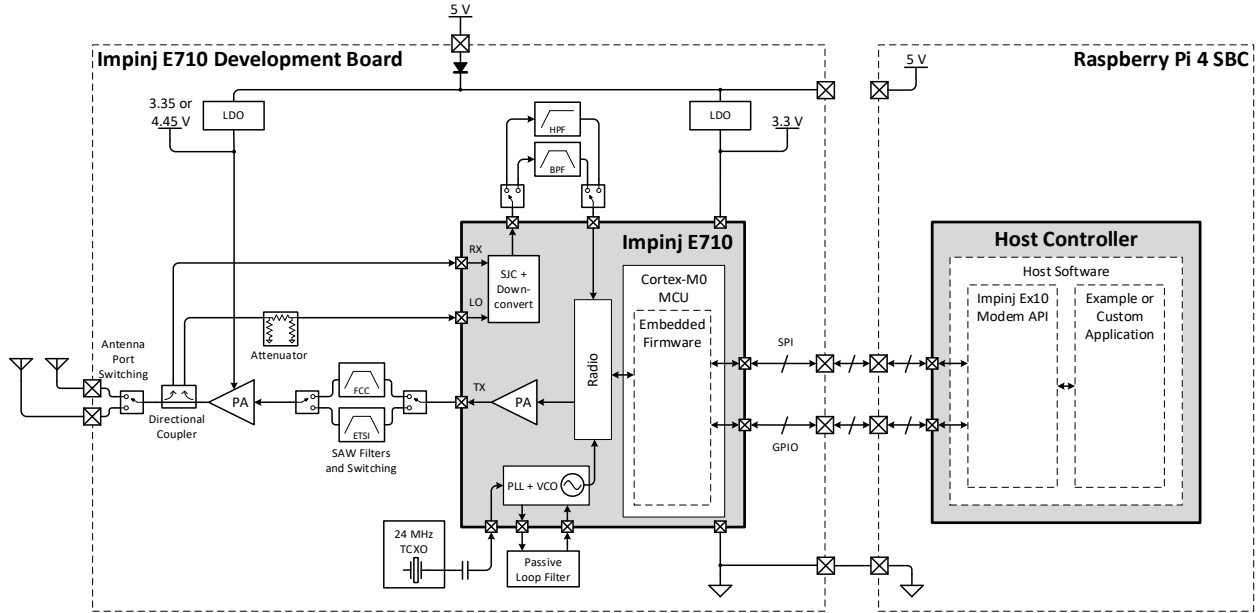 5 V
Impinj E710 Development Board
Raspberry Pi 4 SBC
5 V
3.35 or
4.45 V
LDO
HPF
LDO
3.3 V
BPF
Impinj E710
Host Controller
RX
SJC +
Down-
convert
Cortex-M0
MCU
Host Software
Impinj Ex10
Modem API
Example or
Custom
Application
LO
Embedded
Firmware
Attenuator
Antenna
Port
Switching
SPI
Radio
FCC
TX
PA
PA
Directional
Coupler
ETSI
GPIO
SAW Filters
and Switching
PLL + VCO
24 MHz
TCXO
Passive
Loop Filter